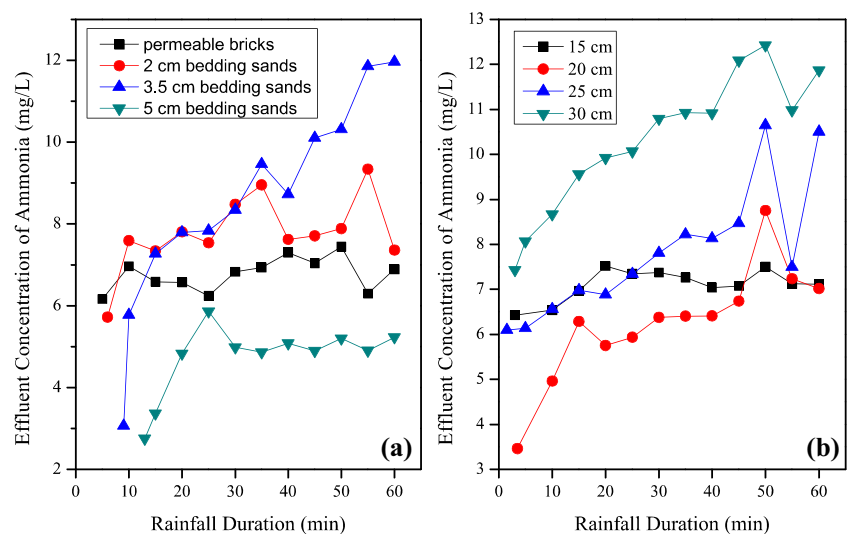 Effluent Concentration of Ammonia (mg/L)
12
10
8
6
4
2
permeable bricks
2 cm bedding sands
3.5 cm bedding sands
5 cm bedding sands
(a)
0 10 20 30 40 50 60
Rainfall Duration (min)
Effluent Concentration of Ammonia (mg/L)
13
12
11
10
9
8
7
6
5
4
3
15 cm
20 cm
25 cm
30 cm
(b)
0 10 20 30 40 50 60
Rainfall Duration (min)